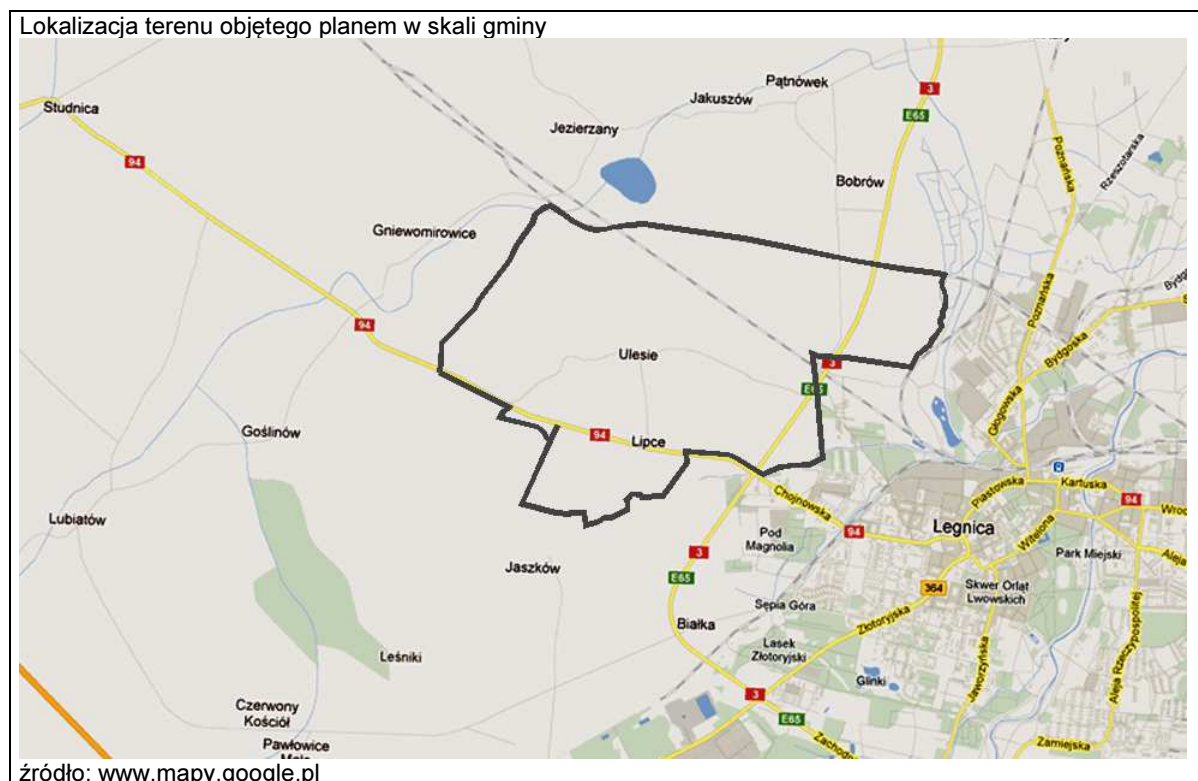 Lokalizacja terenu objętego planem w skali gminy
Pątnówek
3
Studnica
Jakuszów
E65
Jezierzany
Poznańska
Rzeszotarska
94
Bobrów
Gniewomirowice
Poznańska
94
Bydgoska
Ulesie
3
E65
Głogowska
Goślinów
94
Lipce
Piastowska
Kartuska
94
Chojnowska
Lubiatów
Pod
Magnolia
94
Legnica
Witelona
Park Miejski
Aleja
3
Jaszków
E65
364
Skwer Orląt
Lwowskich
Sępia Góra
Złotoryjska
Białka
Lasek
Złotoryjski
Leśniki
Glinki
Jaworzyńska
Aleja Rzeczypospolitej
3
Czerwony
Kościół
E65
Pawłowice
Zamiejska
źródło: www.mapy.google.pl